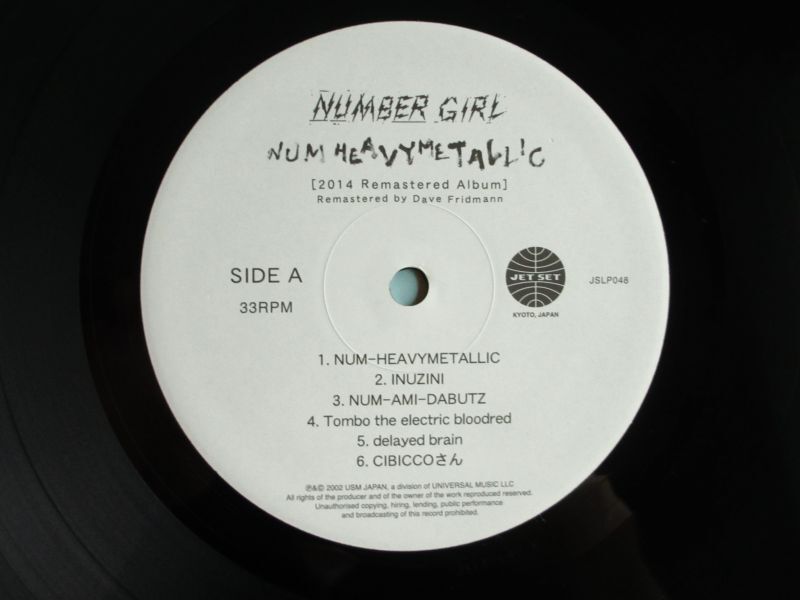 NUMBER GIRL
NUM HEAVYMETALLIC
[2014 Remastered Album]
Remastered by Dave Fridmann
SIDE A
33RPM
JET SET
KYOTO, JAPAN
JSLP048
1. NUM-HEAVYMETALLIC
2. INUZINI
3. NUM-AMI-DABUTZ
4. Tombo the electric bloodred
5. delayed brain
6. CIBICCOさん
℗&© 2002 USM JAPAN, a division of UNIVERSAL MUSIC LLC
All rights of the producer and of the owner of the work reproduced reserved.
Unauthorised copying, hiring, lending, public performance
and broadcasting of this record prohibited.